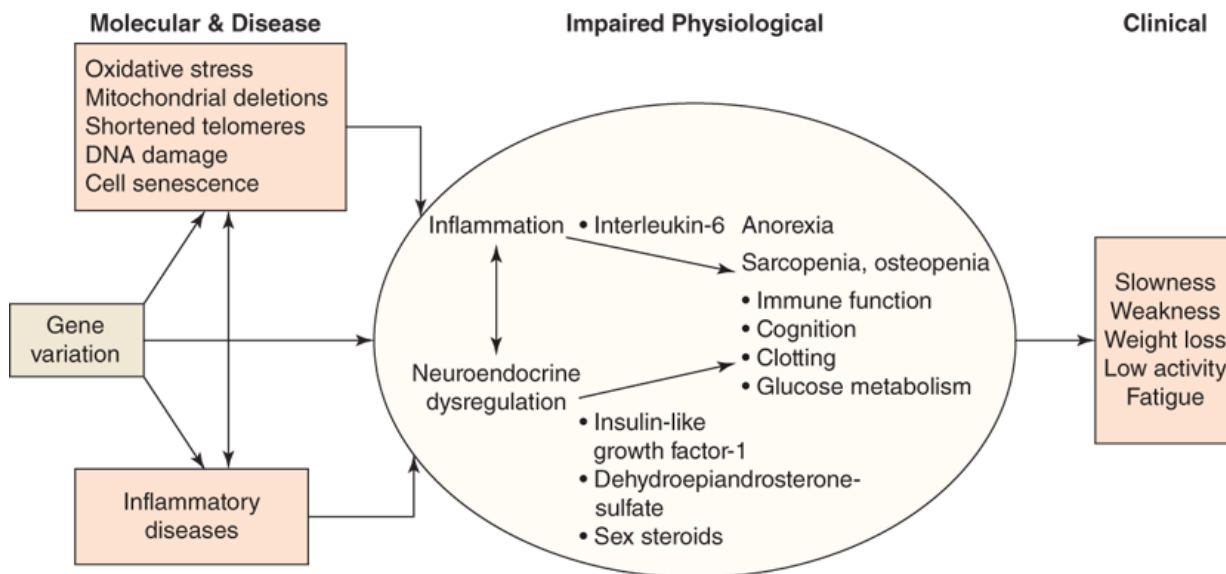 Molecular & Disease
Impaired Physiological
Clinical
Oxidative stress
Mitochondrial deletions
Shortened telomeres
DNA damage
Cell senescence
Gene
variation
Inflammatory
diseases
Inflammation
• Interleukin-6
Anorexia
Sarcopenia, osteopenia
• Immune function
• Cognition
• Clotting
• Glucose metabolism
Neuroendocrine
dysregulation
• Insulin-like
growth factor-1
• Dehydroepiandrosterone-
sulfate
• Sex steroids
Slowness
Weakness
Weight loss
Low activity
Fatigue